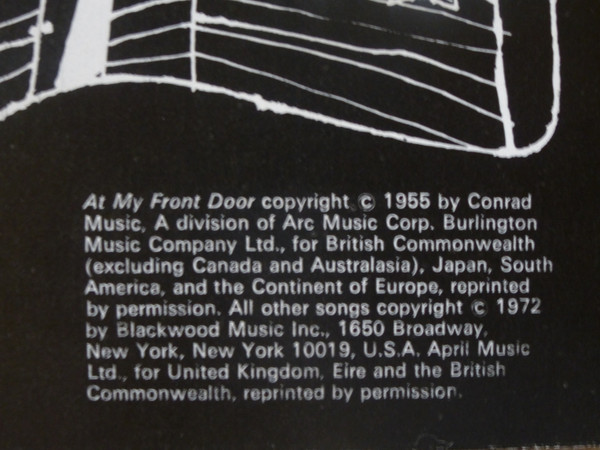 At My Front Door copyright © 1955 by Conrad
Music, A division of Arc Music Corp. Burlington
Music Company Ltd., for British Commonwealth
(excluding Canada and Australasia), Japan, South
America, and the Continent of Europe, reprinted
by permission. All other songs copyright © 1972
by Blackwood Music Inc., 1650 Broadway,
New York, New York 10019, U.S.A. April Music
Ltd., for United Kingdom, Eire and the British
Commonwealth, reprinted by permission.